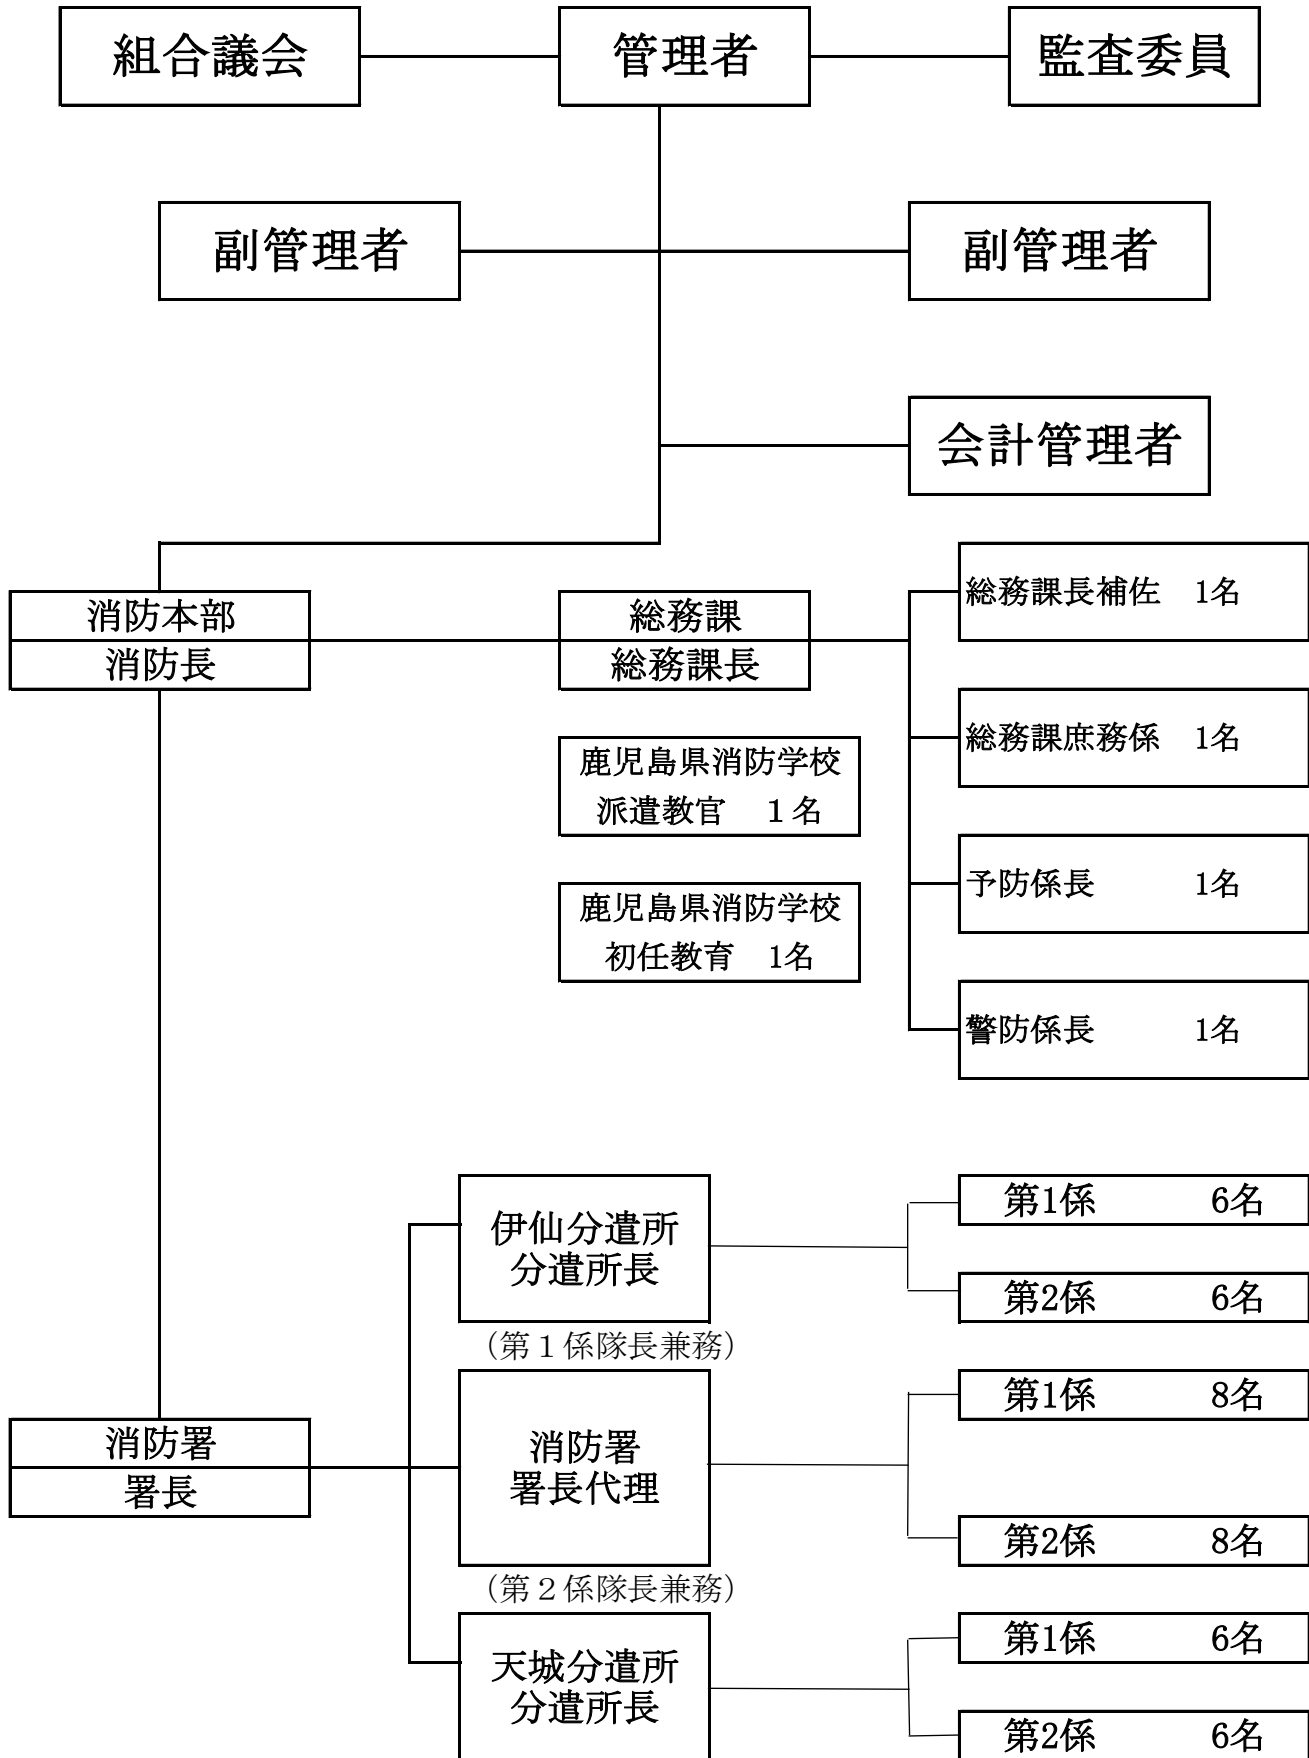 組合議会
管理者
監査委員
副管理者
副管理者
会計管理者
消防本部
消防長
総務課
総務課長
総務課長補佐　1名
総務課庶務係　1名
予防係長　1名
警防係長　1名
鹿児島県消防学校
派遣教官　１名
鹿児島県消防学校
初任教育　1名
消防署
署長
伊仙分遣所
分遣所長
（第１係隊長兼務）
第1係　6名
第2係　6名
消防署
署長代理
（第２係隊長兼務）
第1係　8名
第2係　8名
天城分遣所
分遣所長
第1係　6名
第2係　6名